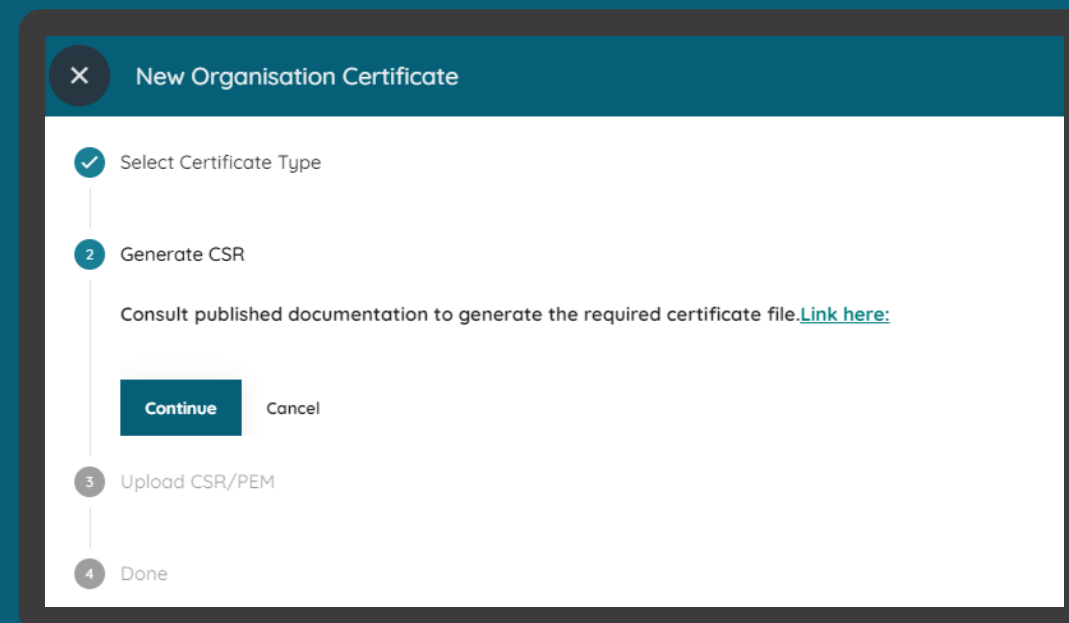 New Organisation Certificate
Select Certificate Type
2 Generate CSR
Consult published documentation to generate the required certificate file.Link here:
Continue Cancel
3 Upload CSR/PEM
4 Done